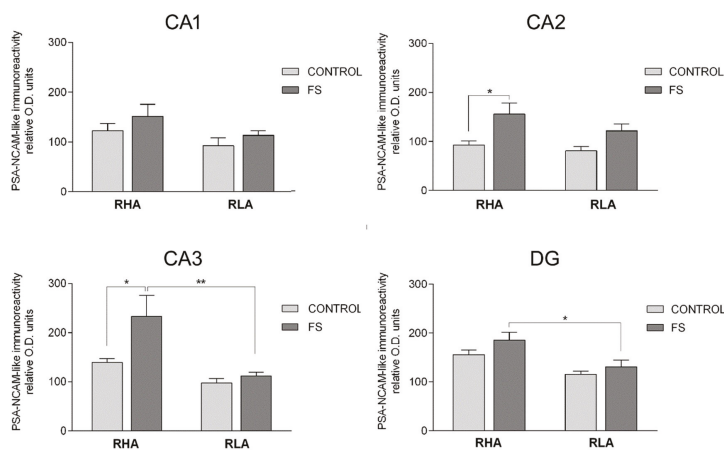 CA1
PSA-NCAM-like immunoreactivity
relative O.D. units
300
200
100
0
CONTROL
FS
RHA
RLA
CA2
PSA-NCAM-like immunoreactivity
relative O.D. units
300
200
100
0
*
CONTROL
FS
RHA
RLA
CA3
PSA-NCAM-like immunoreactivity
relative O.D. units
300
200
100
0
*
**
CONTROL
FS
RHA
RLA
DG
PSA-NCAM-like immunoreactivity
relative O.D. units
300
200
100
0
*
CONTROL
FS
RHA
RLA